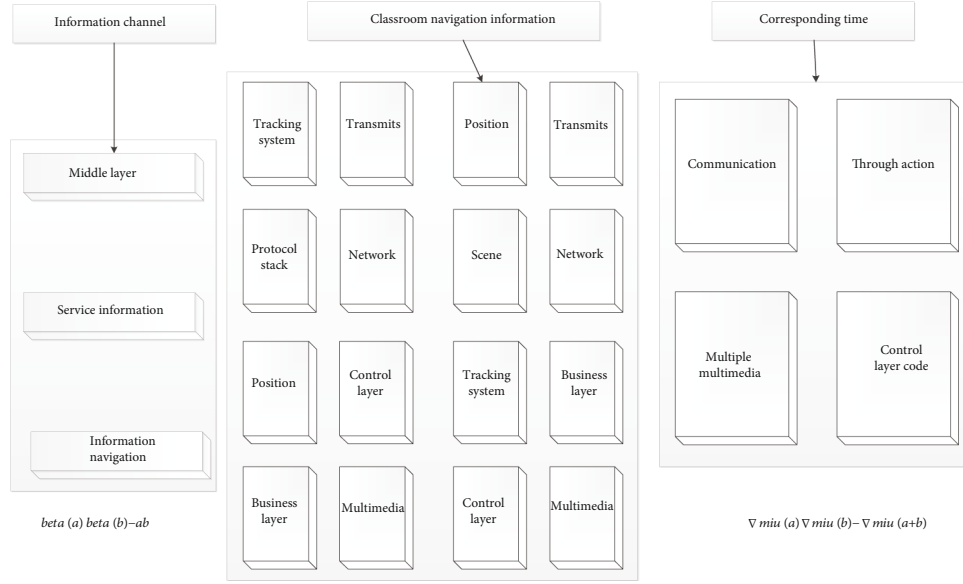 Information channel
Classroom navigation information
Corresponding time
Middle layer
Service information
Information
navigation
beta (a) beta (b)–ab
Tracking
system
Transmits
Position
Transmits
Protocol
stack
Network
Scene
Network
Position
Control
layer
Tracking
system
Business
layer
Business
layer
Multimedia
Control
layer
Multimedia
Communication
Through action
Multiple
multimedia
Control
layer code
∇ miu (a) ∇ miu (b)– ∇ miu (a+b)